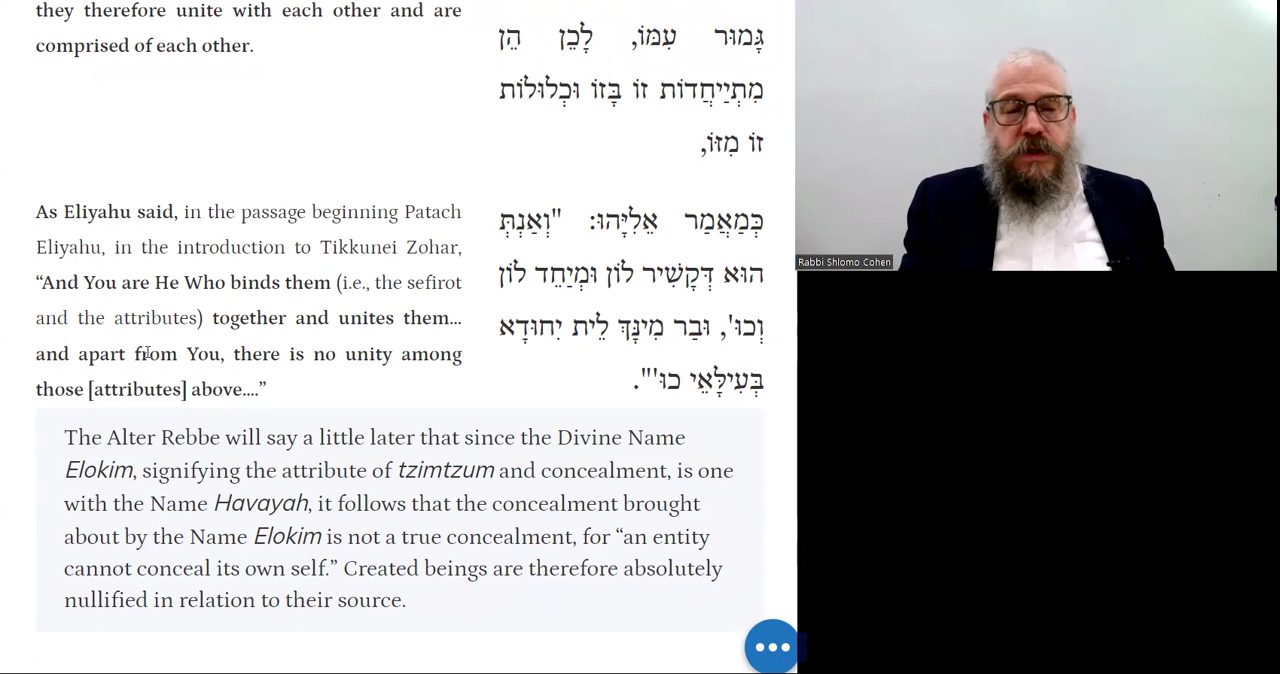 they therefore unite with each other and are
comprised of each other.
גָּמוּר עִמּוֹ, לָכֵן הֵן
מִתְיַיחֲדוֹת זוֹ בָּזוֹ וּכְלוּלוֹת
זוֹ מִזּוֹ,
As Eliyahu said, in the passage beginning Patach
Eliyahu, in the introduction to Tikkunei Zohar,
“And You are He Who binds them (i.e., the sefirot
and the attributes) together and unites them...
and apart from You, there is no unity among
those [attributes] above....”
כְּמַאֲמַר אֵלִיָּהוּ: "וְאַנְתְּ
הוּא דְּקָשִׁיר לוֹן וּמְיַחֵד לוֹן
וְכוּ', וּבַר מִינָּךְ לֵית יִחוּדָא
בְּעִילָּאֵי כוּ'".
The Alter Rebbe will say a little later that since the Divine Name
Elokim, signifying the attribute of tzimtzum and concealment, is one
with the Name Havayah, it follows that the concealment brought
about by the Name Elokim is not a true concealment, for “an entity
cannot conceal its own self.” Created beings are therefore absolutely
nullified in relation to their source.
Rabbi Shlomo Cohen